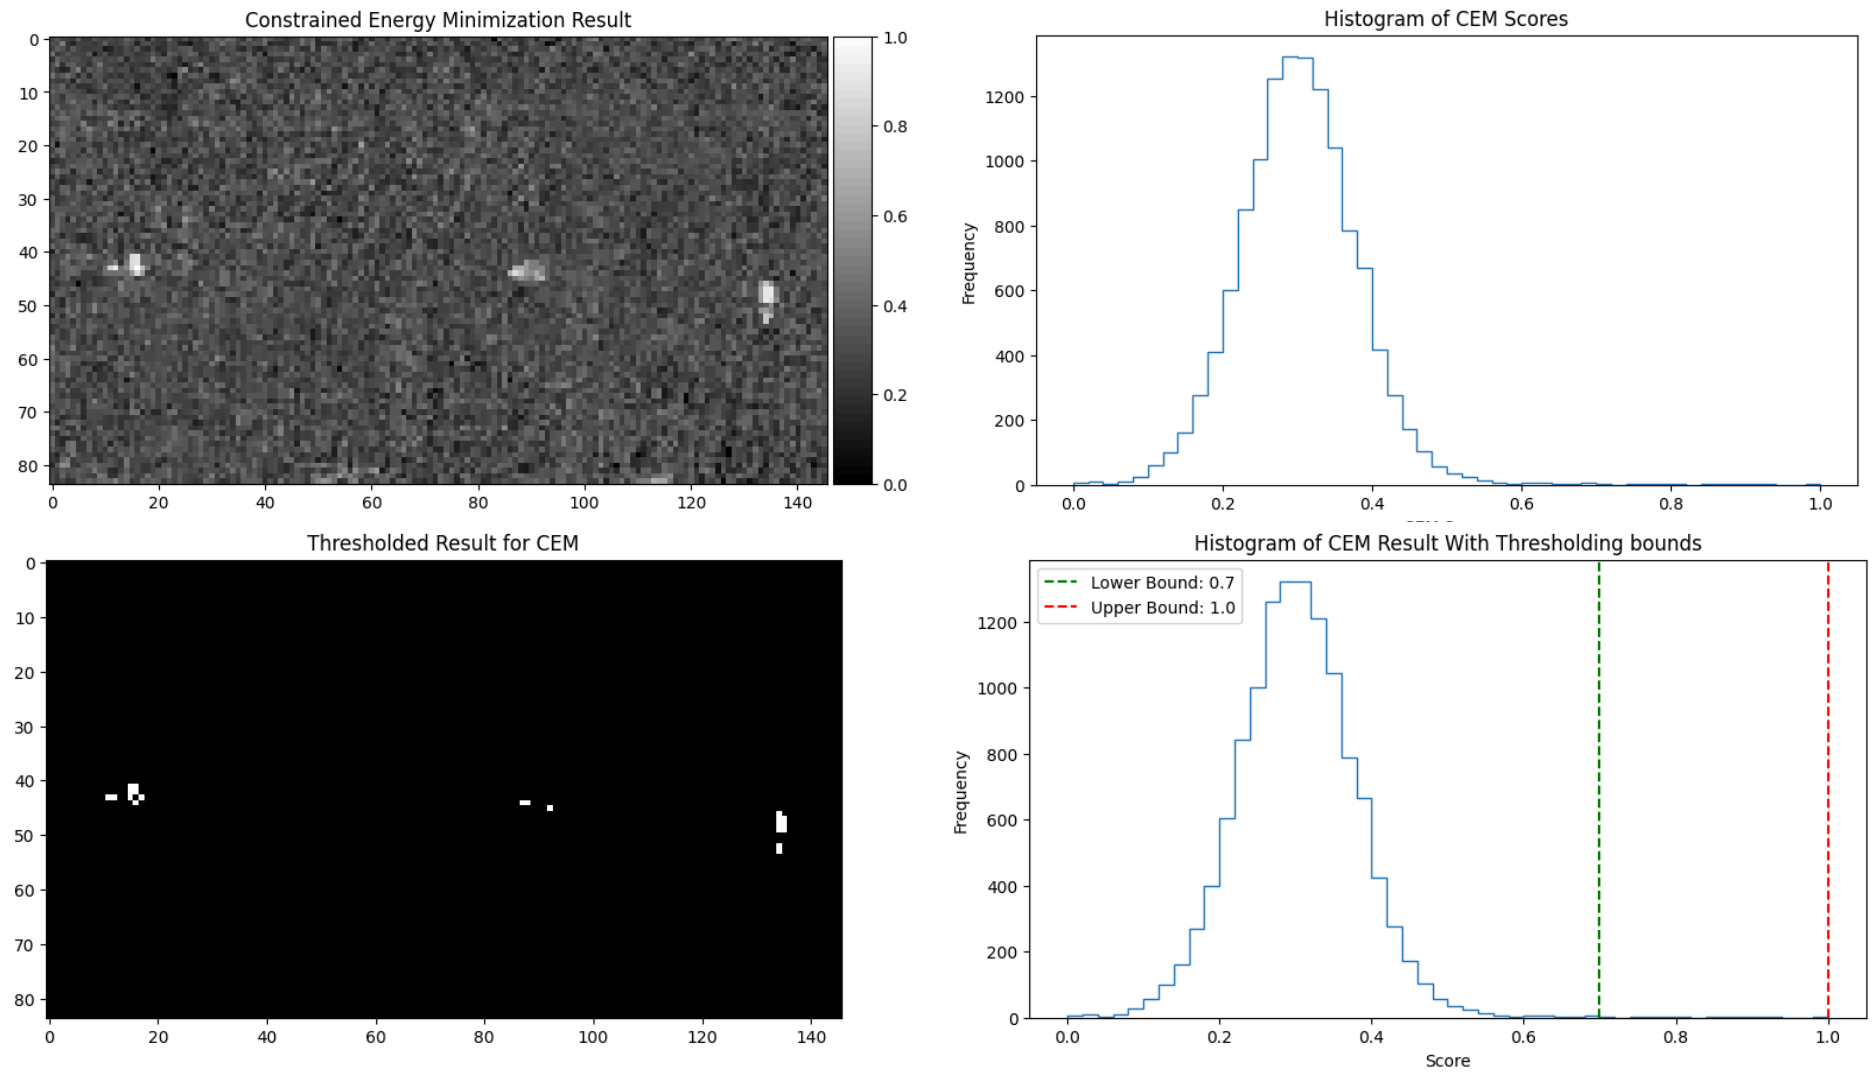 Constrained Energy Minimization Result
0
10
20
30
40
50
60
70
80
0 20 40 60 80 100 120 140
1.0
0.8
0.6
0.4
0.2
0.0
Histogram of CEM Scores
Frequency
1200
1000
800
600
400
200
0
0.0 0.2 0.4 0.6 0.8 1.0
Thresholded Result for CEM
0
10
20
30
40
50
60
70
80
0 20 40 60 80 100 120 140
Histogram of CEM Result With Thresholding bounds
Lower Bound: 0.7
Upper Bound: 1.0
Frequency
1200
1000
800
600
400
200
0
0.0 0.2 0.4 0.6 0.8 1.0
Score